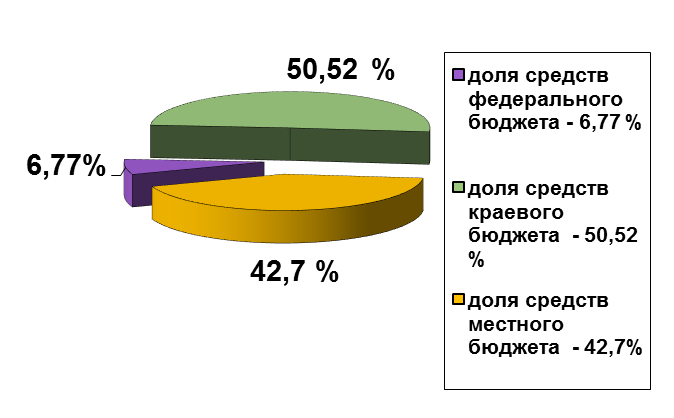 50,52 %
6,77%
42,7 %
доля средств
федерального
бюджета - 6,77 %
доля средств
краевого
бюджета - 50,52
%
доля средств
местного
бюджета - 42,7%